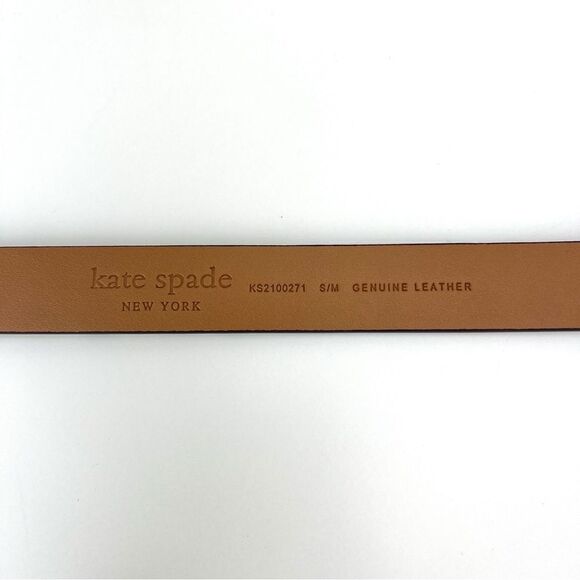 kate spade
NEW YORK
KS2100271 S/M GENUINE LEATHER